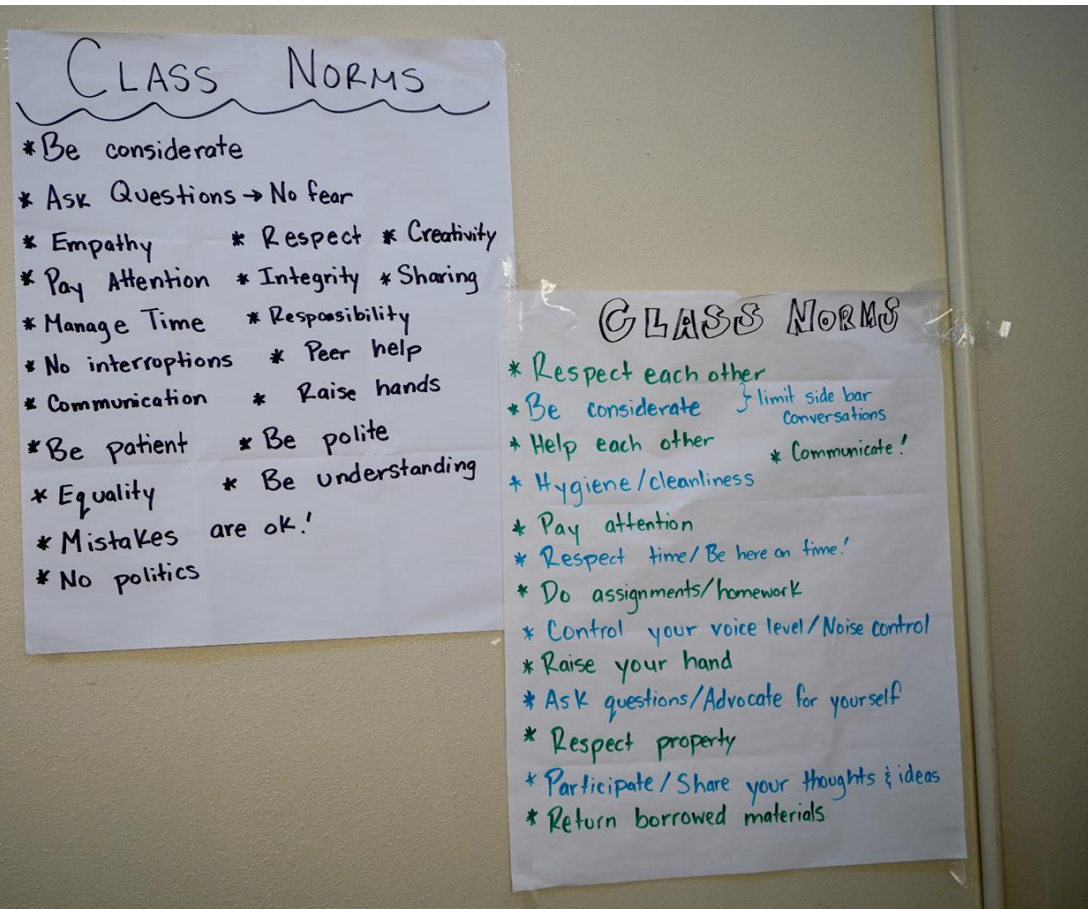 CLASS NORMS
* Be considerate
* Ask Questions → No fear
* Empathy * Respect * Creativity
* Pay Attention * Integrity * Sharing
* Manage Time * Responsibility
* No interroptions * Peer help
* Communication * Raise hands
* Be patient * Be polite
* Equality * Be understanding
* Mistakes are ok!
* No politics
CLASS NORMS
* Respect each other
* Be considerate } limit side bar
conversations
* Help each other * Communicate!
* Hygiene/cleanliness
* Pay attention
* Respect time/Be here on time!
* Do assignments/homework
* Control your voice level/Noise control
* Raise your hand
* Ask questions/Advocate for yourself
* Respect property
* Participate/Share your thoughts & ideas
* Return borrowed materials